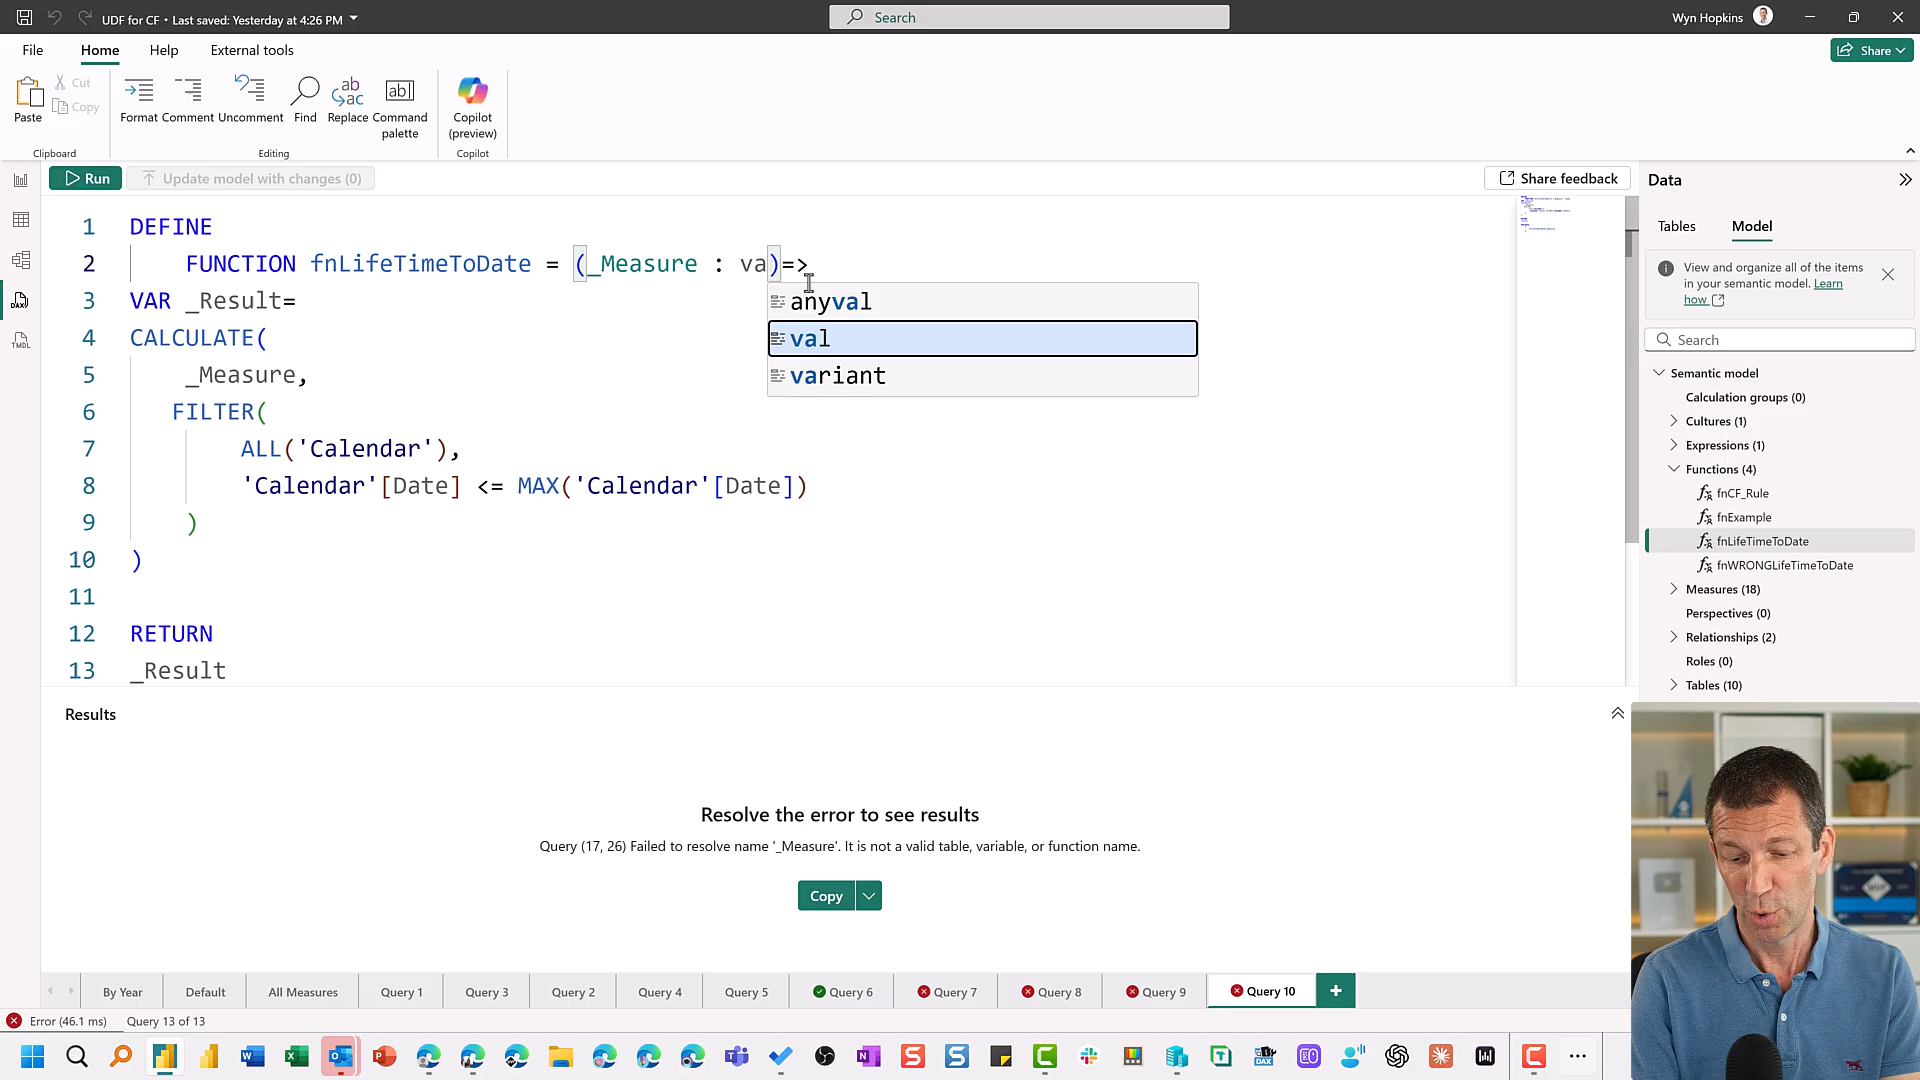 UDF for CF • Last saved: Yesterday at 4:26 PM
Search
Wyn Hopkins
File
Home
Help
External tools
Share
Paste
Cut
Copy
Format
Comment
Uncomment
Find
Replace
Command
palette
Copilot
(preview)
Clipboard
Editing
Copilot
Run
Update model with changes (0)
Share feedback
1 DEFINE
2 FUNCTION fnLifeTimeToDate = (_Measure : va)=>
3 VAR _Result=
4 CALCULATE(
5 _Measure,
6 FILTER(
7 ALL('Calendar'),
8 'Calendar'[Date] <= MAX('Calendar'[Date])
9 )
10 )
11
12 RETURN
13 _Result
anyval
val
variant
Data
Tables
Model
View and organize all of the items
in your semantic model. Learn
how
Search
Semantic model
Calculation groups (0)
Cultures (1)
Expressions (1)
Functions (4)
fnCF_Rule
fnExample
fnLifeTimeToDate
fnWRONGLifeTimeToDate
Measures (18)
Perspectives (0)
Relationships (2)
Roles (0)
Tables (10)
TMDL
Results
Resolve the error to see results
Query (17, 26) Failed to resolve name '_Measure'. It is not a valid table, variable, or function name.
Copy
By Year
Default
All Measures
Query 1
Query 3
Query 2
Query 4
Query 5
Query 6
Query 7
Query 8
Query 9
Query 10
Error (46.1 ms)
Query 13 of 13